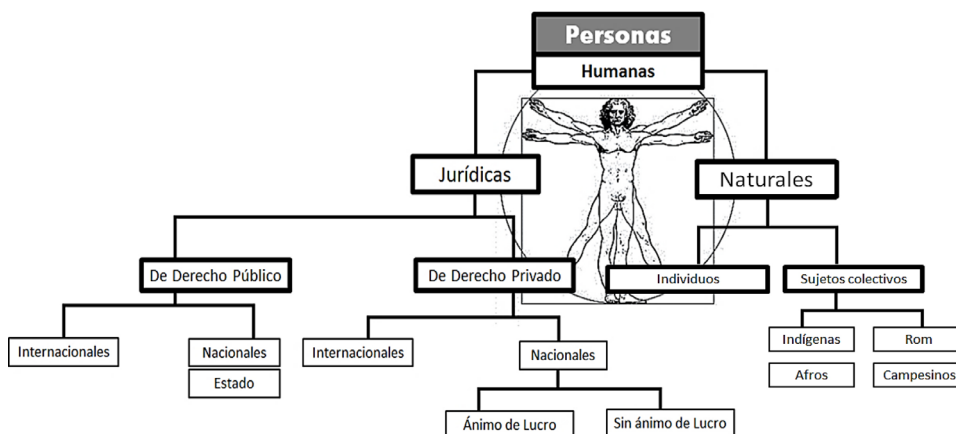 Personas
Humanas
Jurídicas
Naturales
De Derecho Público
De Derecho Privado
Individuos
Sujetos colectivos
Internacionales
Nacionales
Estado
Internacionales
Nacionales
Indígenas
Rom
Afros
Campesinos
Ánimo de Lucro
Sin ánimo de Lucro